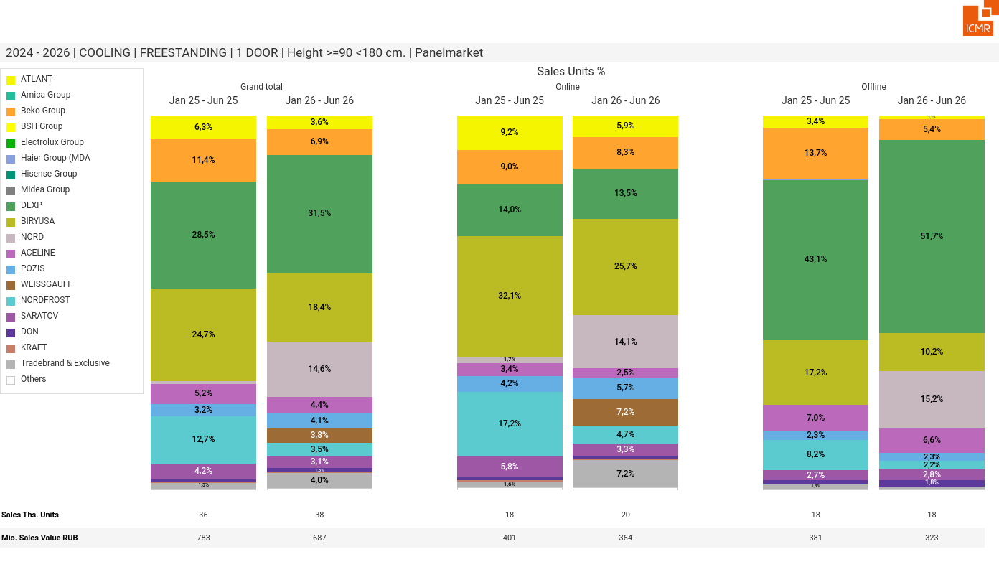 ICMR
2024 - 2026 | COOLING | FREESTANDING | 1 DOOR | Height >=90 <180 cm. | Panelmarket
Sales Units %
Grand total
Online
Offline
Jan 25 - Jun 25
Jan 26 - Jun 26
Jan 25 - Jun 25
Jan 26 - Jun 26
Jan 25 - Jun 25
Jan 26 - Jun 26
ATLANT
Amica Group
Beko Group
BSH Group
Electrolux Group
Haier Group (MDA
Hisense Group
Midea Group
DEXP
BIRYUSA
NORD
ACELINE
POZIS
WEISSGAUFF
NORDFROST
SARATOV
DON
KRAFT
Tradebrand & Exclusive
Others
6,3%
11,4%
28,5%
24,7%
5,2%
3,2%
12,7%
4,2%
1,5%
3,6%
6,9%
31,5%
18,4%
14,6%
4,4%
4,1%
3,8%
3,5%
3,1%
1,3%
4,0%
9,2%
9,0%
14,0%
32,1%
1,7%
3,4%
4,2%
17,2%
5,8%
1,6%
5,9%
8,3%
13,5%
25,7%
14,1%
2,5%
5,7%
7,2%
4,7%
3,3%
7,2%
3,4%
13,7%
43,1%
17,2%
7,0%
2,3%
8,2%
2,7%
1,3%
1,1%
5,4%
51,7%
10,2%
15,2%
6,6%
2,3%
2,2%
2,8%
1,8%
Sales Ths. Units 36 38 18 20 18 18
Mio. Sales Value RUB 783 687 401 364 381 323